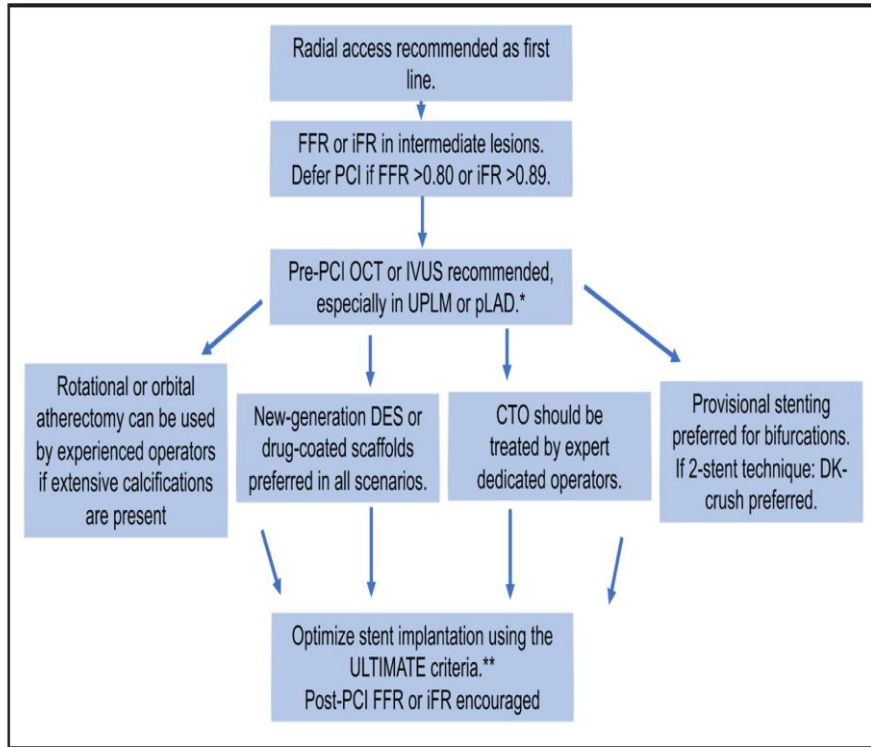 Radial access recommended as first
line.
FFR or iFR in intermediate lesions.
Defer PCI if FFR >0.80 or iFR >0.89.
Pre-PCI OCT or IVUS recommended,
especially in UPLM or pLAD.*
Rotational or orbital
atherectomy can be used
by experienced operators
if extensive calcifications
are present
New-generation DES or
drug-coated scaffolds
preferred in all scenarios.
CTO should be
treated by expert
dedicated operators.
Provisional stenting
preferred for bifurcations.
If 2-stent technique: DK-
crush preferred.
Optimize stent implantation using the
ULTIMATE criteria.**
Post-PCI FFR or iFR encouraged